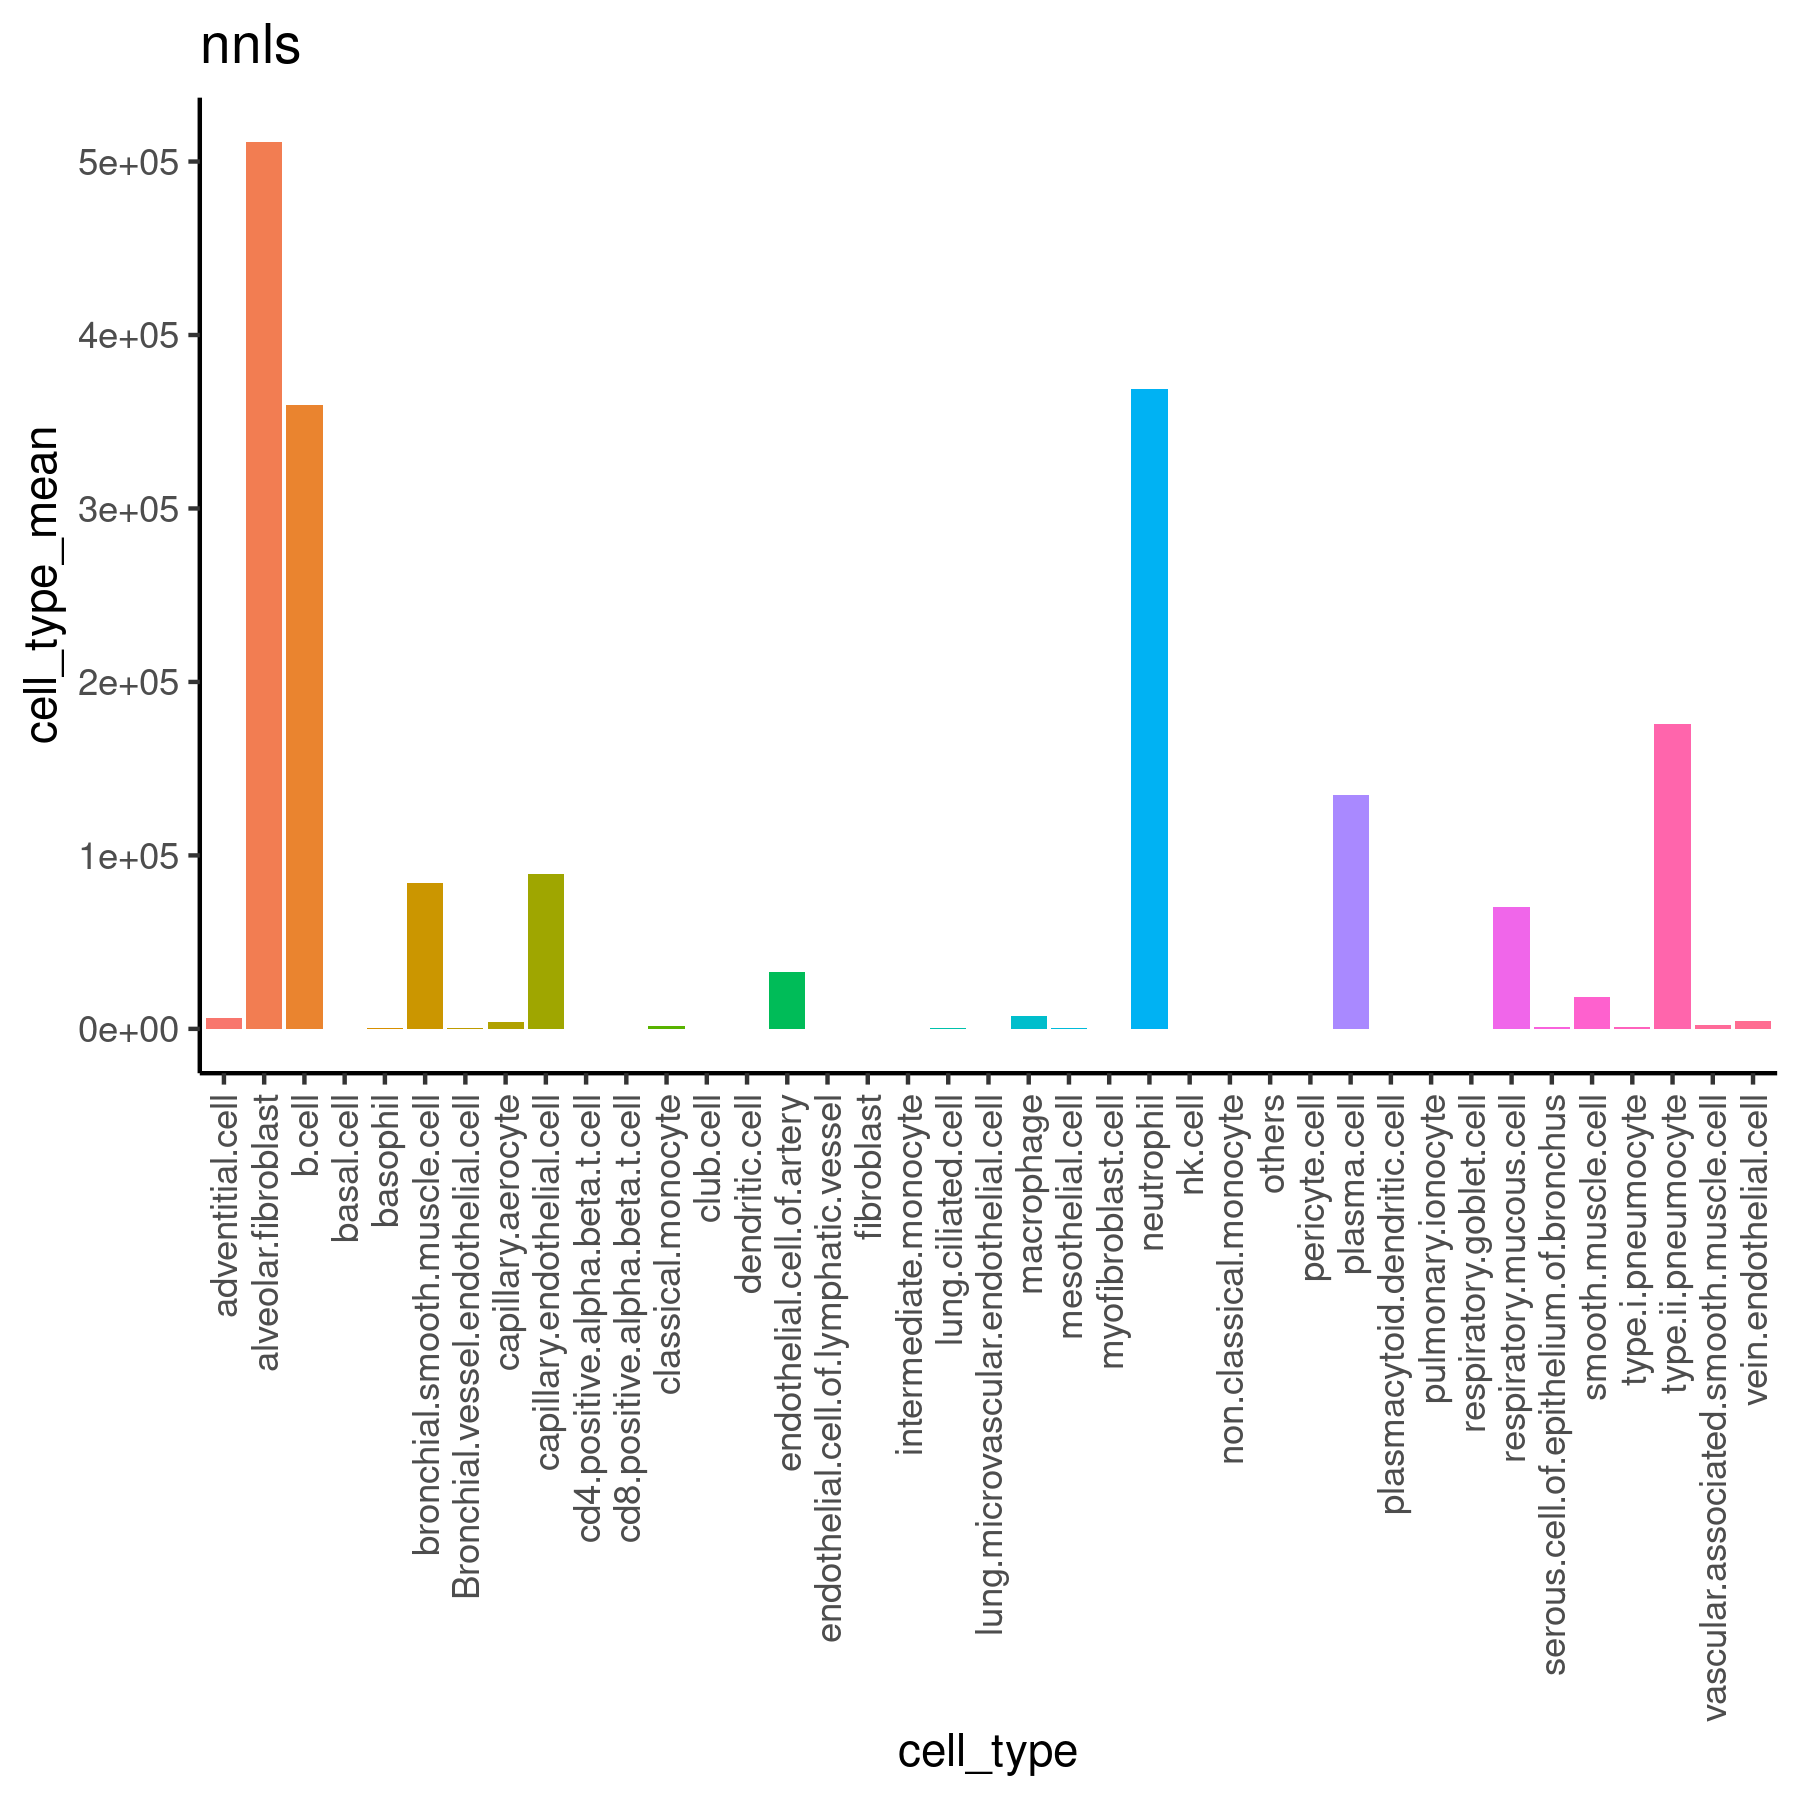 nnls
cell_type_mean
5e+05
4e+05
3e+05
2e+05
1e+05
0e+00
adventitial.cell
alveolar.fibroblast
b.cell
basal.cell
basophil
bronchial.smooth.muscle.cell
Bronchial.vessel.endothelial.cell
capillary.aerocyte
capillary.endothelial.cell
cd4.positive.alpha.beta.t.cell
cd8.positive.alpha.beta.t.cell
classical.monocyte
club.cell
dendritic.cell
endothelial.cell.of.artery
endothelial.cell.of.lymphatic.vessel
fibroblast
intermediate.monocyte
lung.ciliated.cell
lung.microvascular.endothelial.cell
macrophage
mesothelial.cell
myofibroblast.cell
neutrophil
nk.cell
non.classical.monocyte
others
pericyte.cell
plasma.cell
plasmacytoid.dendritic.cell
pulmonary.ionocyte
respiratory.goblet.cell
respiratory.mucous.cell
serous.cell.of.epithelium.of.bronchus
smooth.muscle.cell
type.i.pneumocyte
type.ii.pneumocyte
vascular.associated.smooth.muscle.cell
vein.endothelial.cell
cell_type